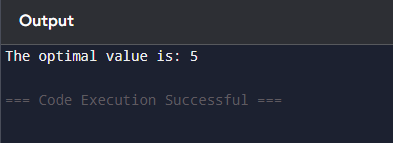 Output
The optimal value is: 5
=== Code Execution Successful ===